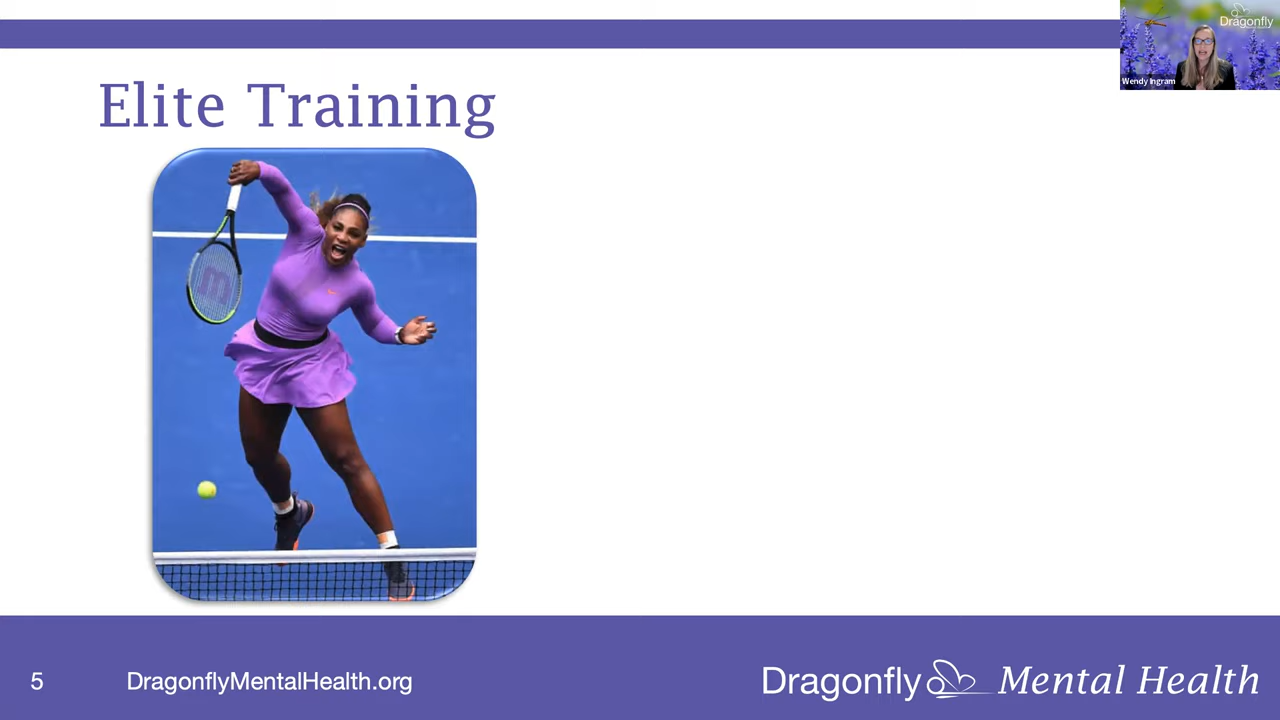 Dragonfly
Wendy Ingram
Elite Training
5
DragonflyMentalHealth.org
Dragonfly Mental Health